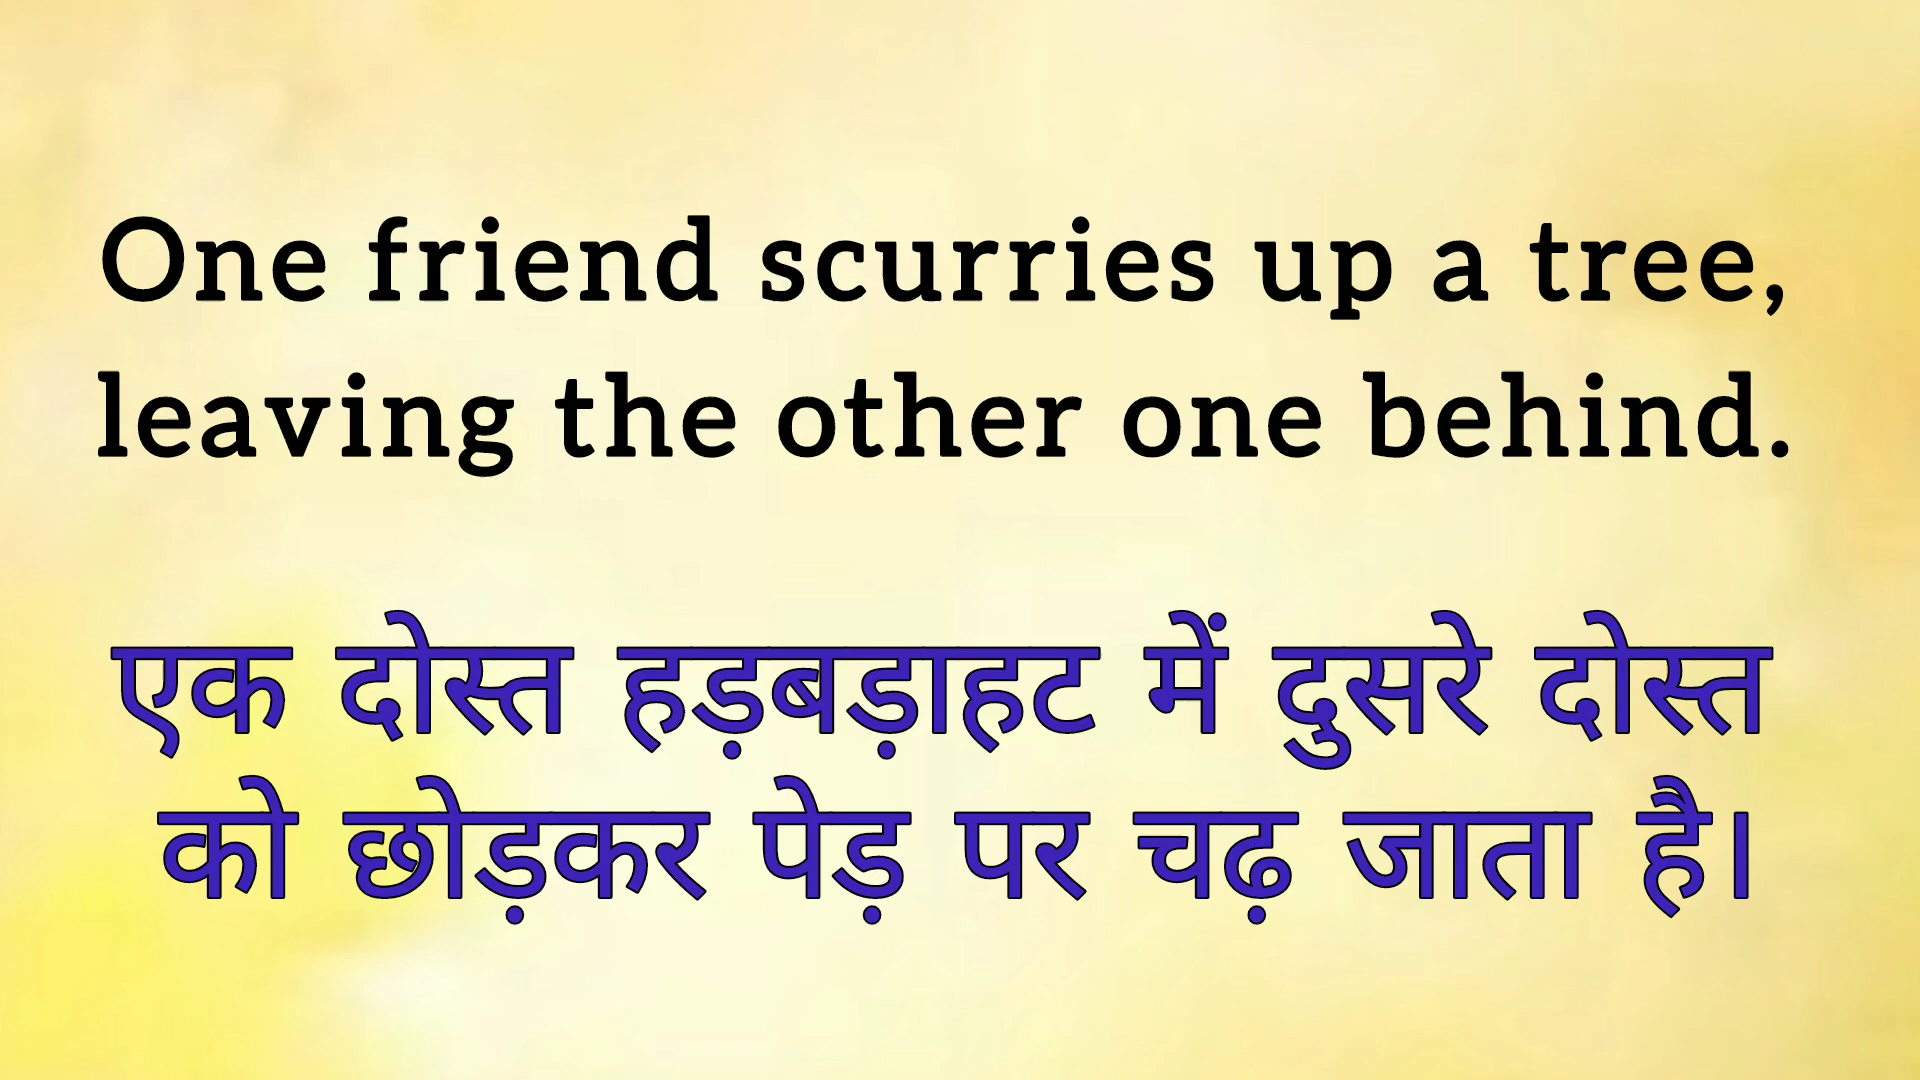 One friend scurries up a tree,
leaving the other one behind.
एक दोस्त हड़बड़ाहट में दुसरे दोस्त
को छोड़कर पेड़ पर चढ़ जाता है।